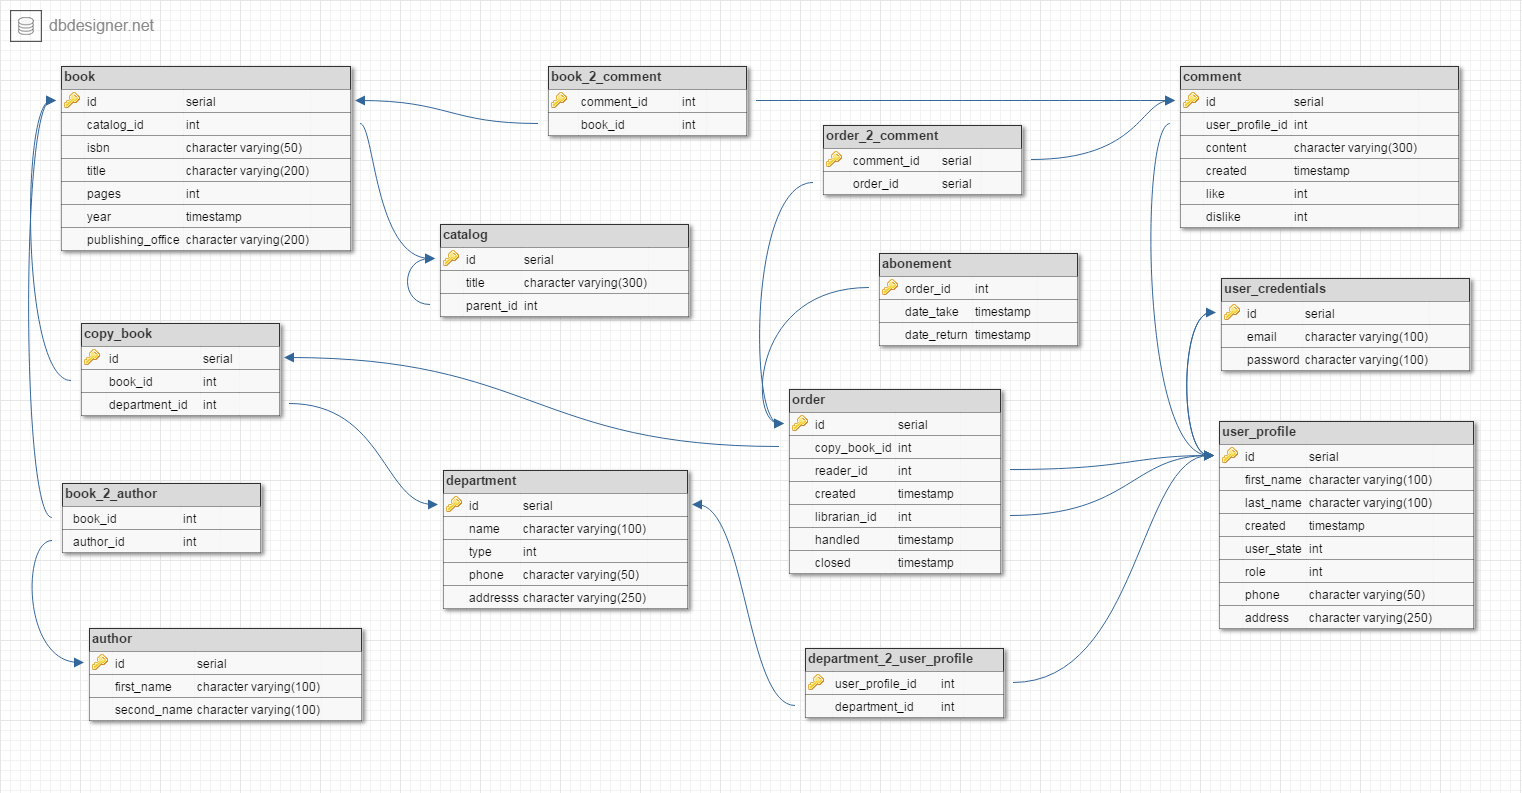 dbdesigner.net
book
id serial
catalog_id int
isbn character varying(50)
title character varying(200)
pages int
year timestamp
publishing_office character varying(200)
book_2_comment
comment_id int
book_id int
comment
id serial
user_profile_id int
content character varying(300)
created timestamp
like int
dislike int
order_2_comment
comment_id serial
order_id serial
catalog
id serial
title character varying(300)
parent_id int
abonement
order_id int
date_take timestamp
date_return timestamp
user_credentials
id serial
email character varying(100)
password character varying(100)
copy_book
id serial
book_id int
department_id int
order
id serial
copy_book_id int
reader_id int
created timestamp
librarian_id int
handled timestamp
closed timestamp
user_profile
id serial
first_name character varying(100)
last_name character varying(100)
created timestamp
user_state int
role int
phone character varying(50)
address character varying(250)
book_2_author
book_id int
author_id int
department
id serial
name character varying(100)
type int
phone character varying(50)
addresss character varying(250)
author
id serial
first_name character varying(100)
second_name character varying(100)
department_2_user_profile
user_profile_id int
department_id int